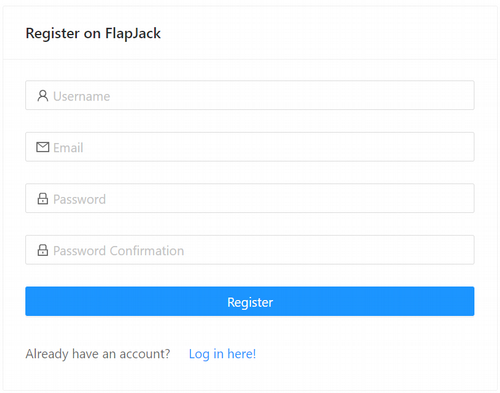 Register on FlapJack
Username
Email
Password
Password Confirmation
Register
Already have an account? Log in here!